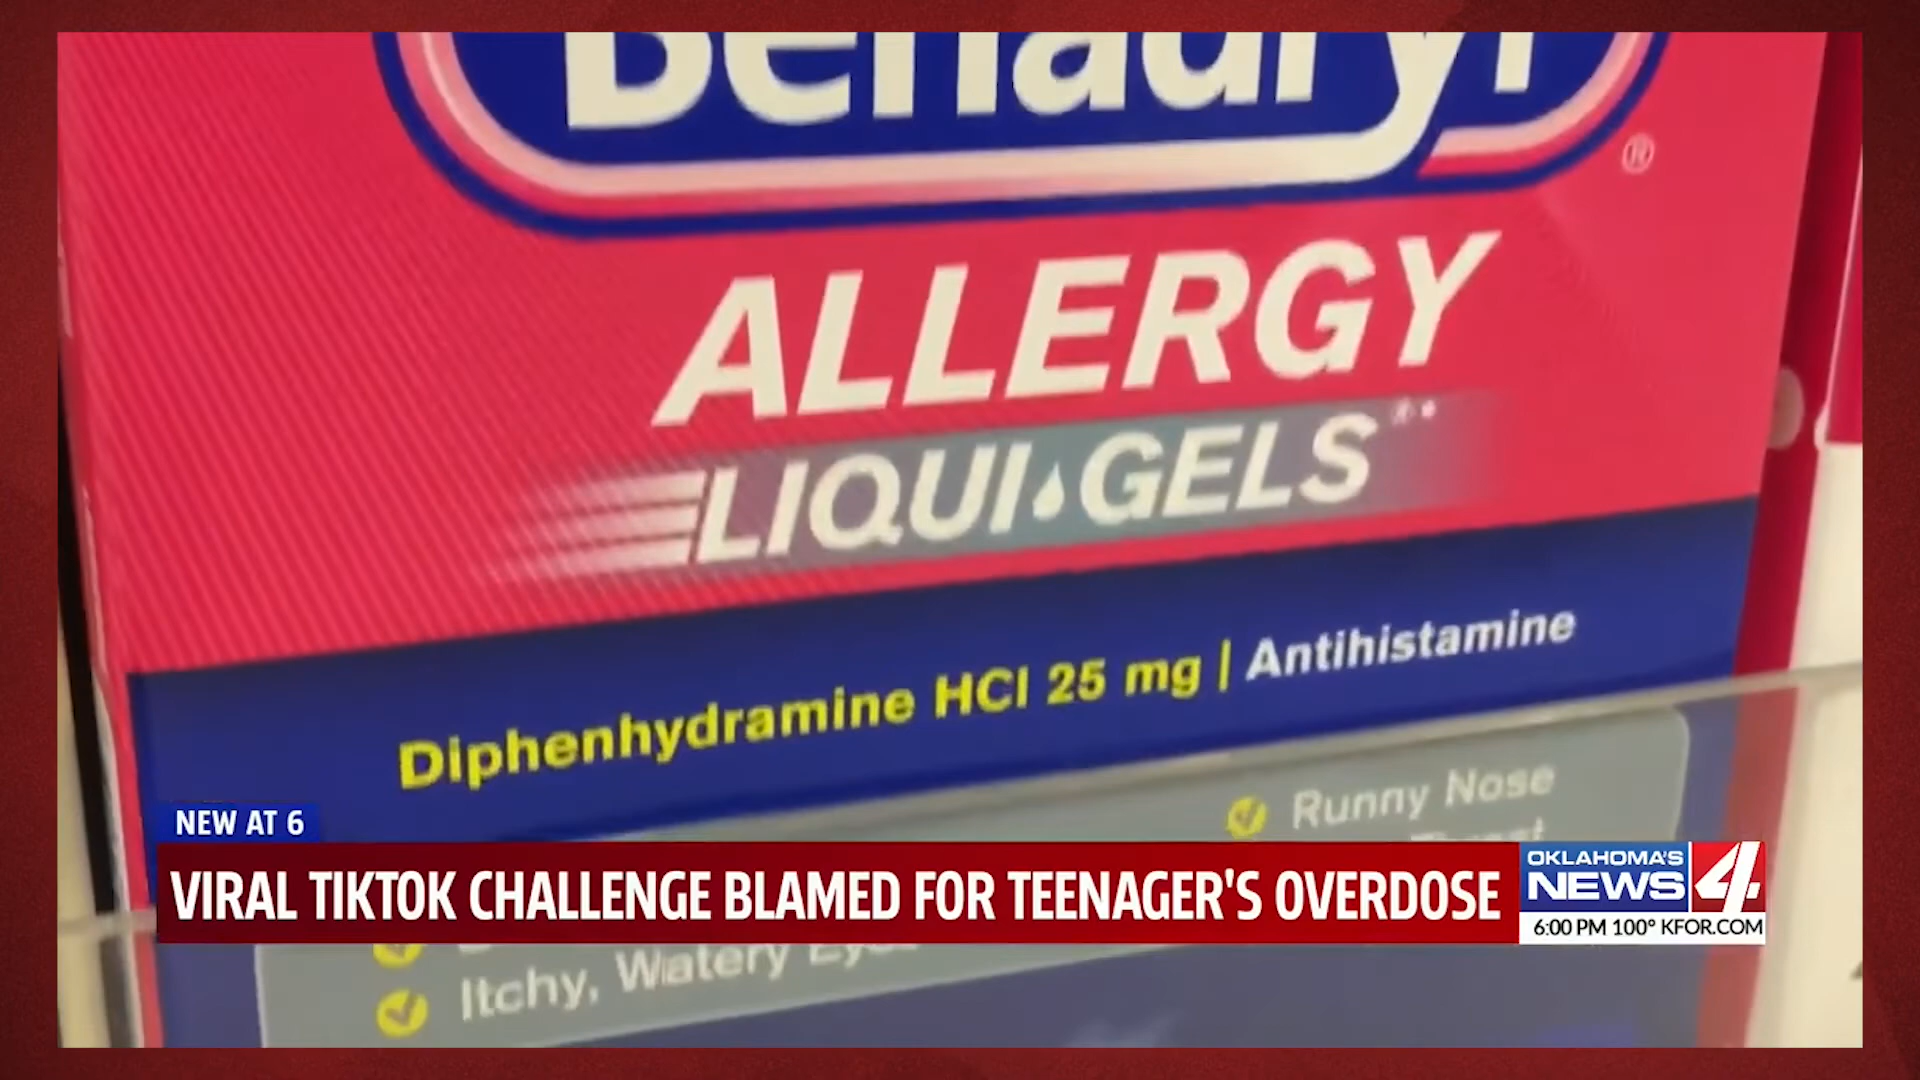 Benadryl
®
ALLERGY
LIQUI GELS
Diphenhydramine HCl 25 mg | Antihistamine
Runny Nose
Itchy, Watery
NEW AT 6
VIRAL TIKTOK CHALLENGE BLAMED FOR TEENAGER'S OVERDOSE
OKLAHOMA'S
NEWS 4
6:00 PM 100° KFOR.COM